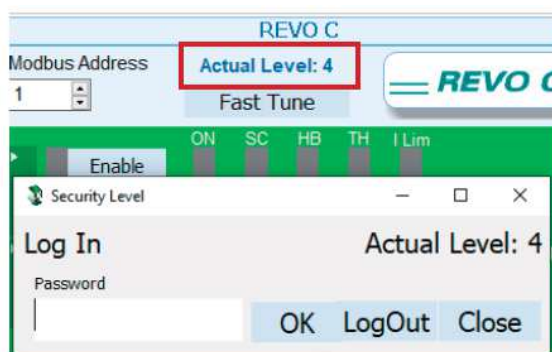 REVO C
Modbus Address
Actual Level: 4
1
Fast Tune
REVO C
ON SC HB TH I Lim
Enable
Security Level
Log In
Actual Level: 4
Password
OK LogOut Close